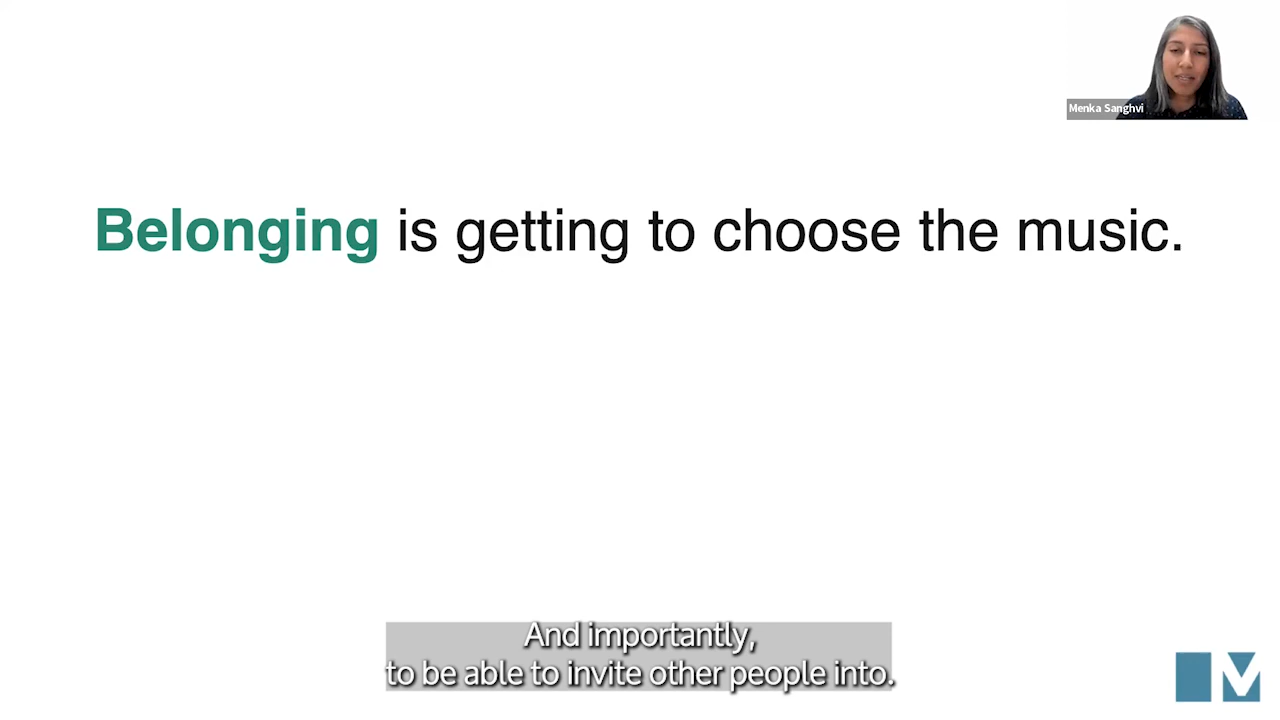 Menka Sanghvi
Belonging is getting to choose the music.
And importantly,
to be able to invite other people into.